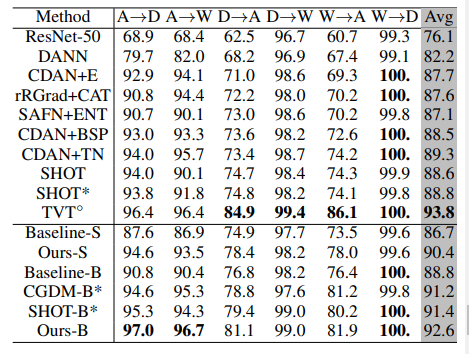 Method A→D A→W D→A D→W W→A W→D Avg
ResNet-50 68.9 68.4 62.5 96.7 60.7 99.3 76.1
DANN 79.7 82.0 68.2 96.9 67.4 99.1 82.2
CDAN+E 92.9 94.1 71.0 98.6 69.3 100. 87.7
rRGrad+CAT 90.8 94.4 72.2 98.0 70.2 100. 87.6
SAFN+ENT 90.7 90.1 73.0 98.6 70.2 99.8 87.1
CDAN+BSP 93.0 93.3 73.6 98.2 72.6 100. 88.5
CDAN+TN 94.0 95.7 73.4 98.7 74.2 100. 89.3
SHOT 94.0 90.1 74.7 98.4 74.3 99.9 88.6
SHOT* 93.8 91.8 74.8 98.2 74.1 99.8 88.8
TVT° 96.4 96.4 84.9 99.4 86.1 100. 93.8
Baseline-S 87.6 86.9 74.9 97.7 73.5 99.6 86.7
Ours-S 94.6 93.5 78.4 98.2 78.0 99.6 90.4
Baseline-B 90.8 90.4 76.8 98.2 76.4 100. 88.8
CGDM-B* 94.6 95.3 78.8 97.6 81.2 99.8 91.2
SHOT-B* 95.3 94.3 79.4 99.0 80.2 100. 91.4
Ours-B 97.0 96.7 81.1 99.0 81.9 100. 92.6